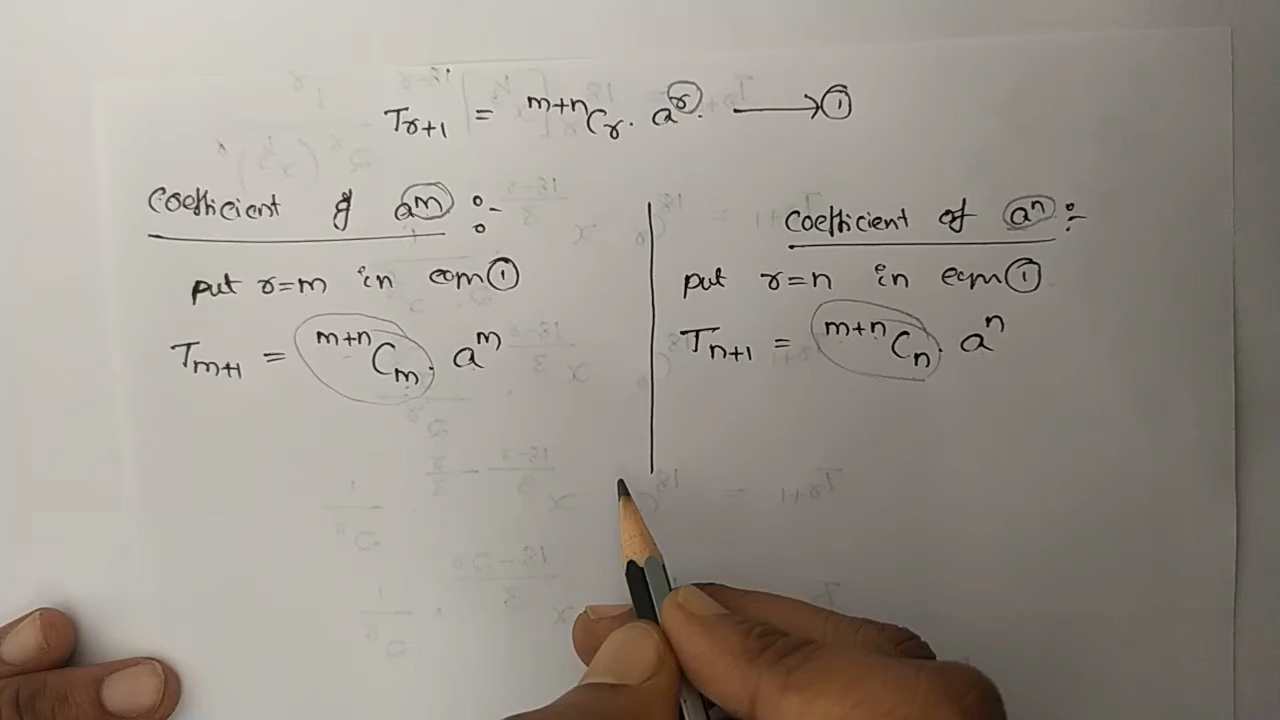 Tr+1 = m+nCr. a^r. ⟶ ①
Coefficient of a^m :-
put r=m in eqn ①
Tm+1 = m+nCm. a^m
Coefficient of a^n :-
put r=n in eqn ①
Tn+1 = m+nCn. a^n